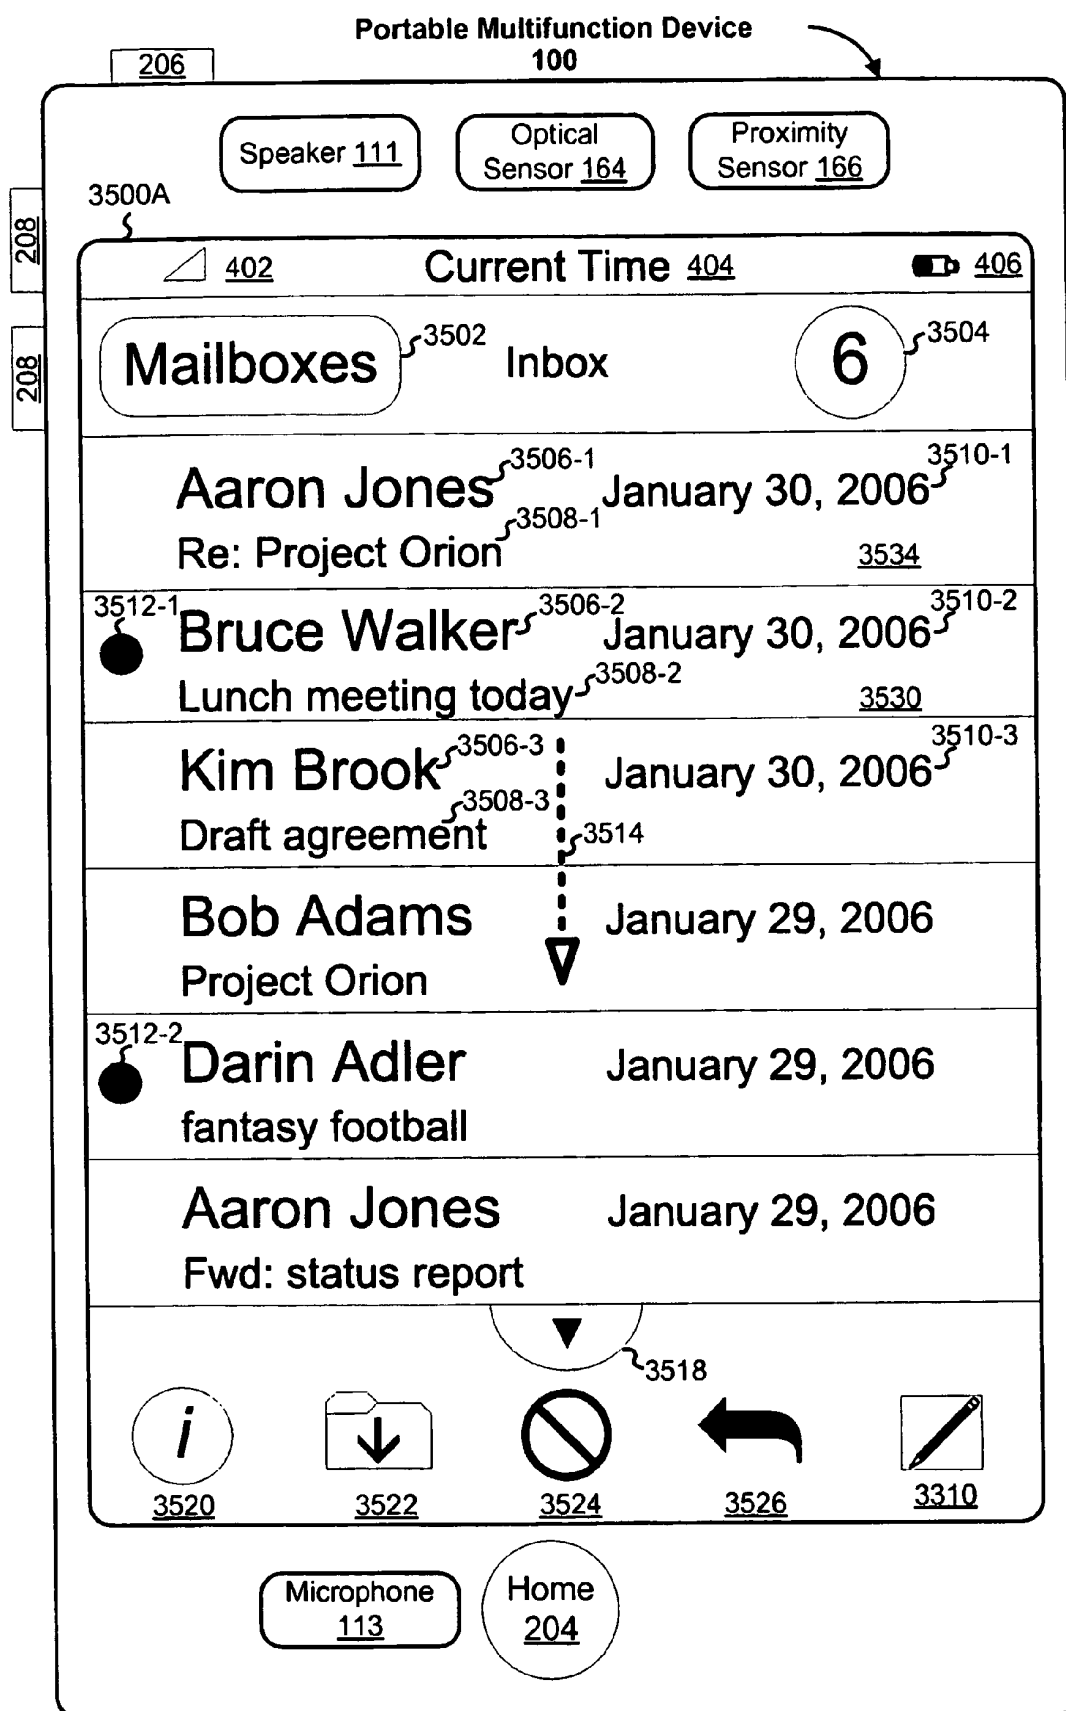 Portable Multifunction Device
100
206
Speaker 111
Optical
Sensor 164
Proximity
Sensor 166
3500A
208
208
402
Current Time 404
406
Mailboxes
3502
Inbox
6
3504
Aaron Jones
3506-1
January 30, 2006
3510-1
Re: Project Orion
3508-1
3534
3512-1
Bruce Walker
3506-2
January 30, 2006
3510-2
Lunch meeting today
3508-2
3530
Kim Brook
3506-3
January 30, 2006
3510-3
Draft agreement
3508-3
3514
Bob Adams
January 29, 2006
Project Orion
3512-2
Darin Adler
January 29, 2006
fantasy football
Aaron Jones
January 29, 2006
Fwd: status report
3518
i
3520
3522
3524
3526
3310
Microphone
113
Home
204